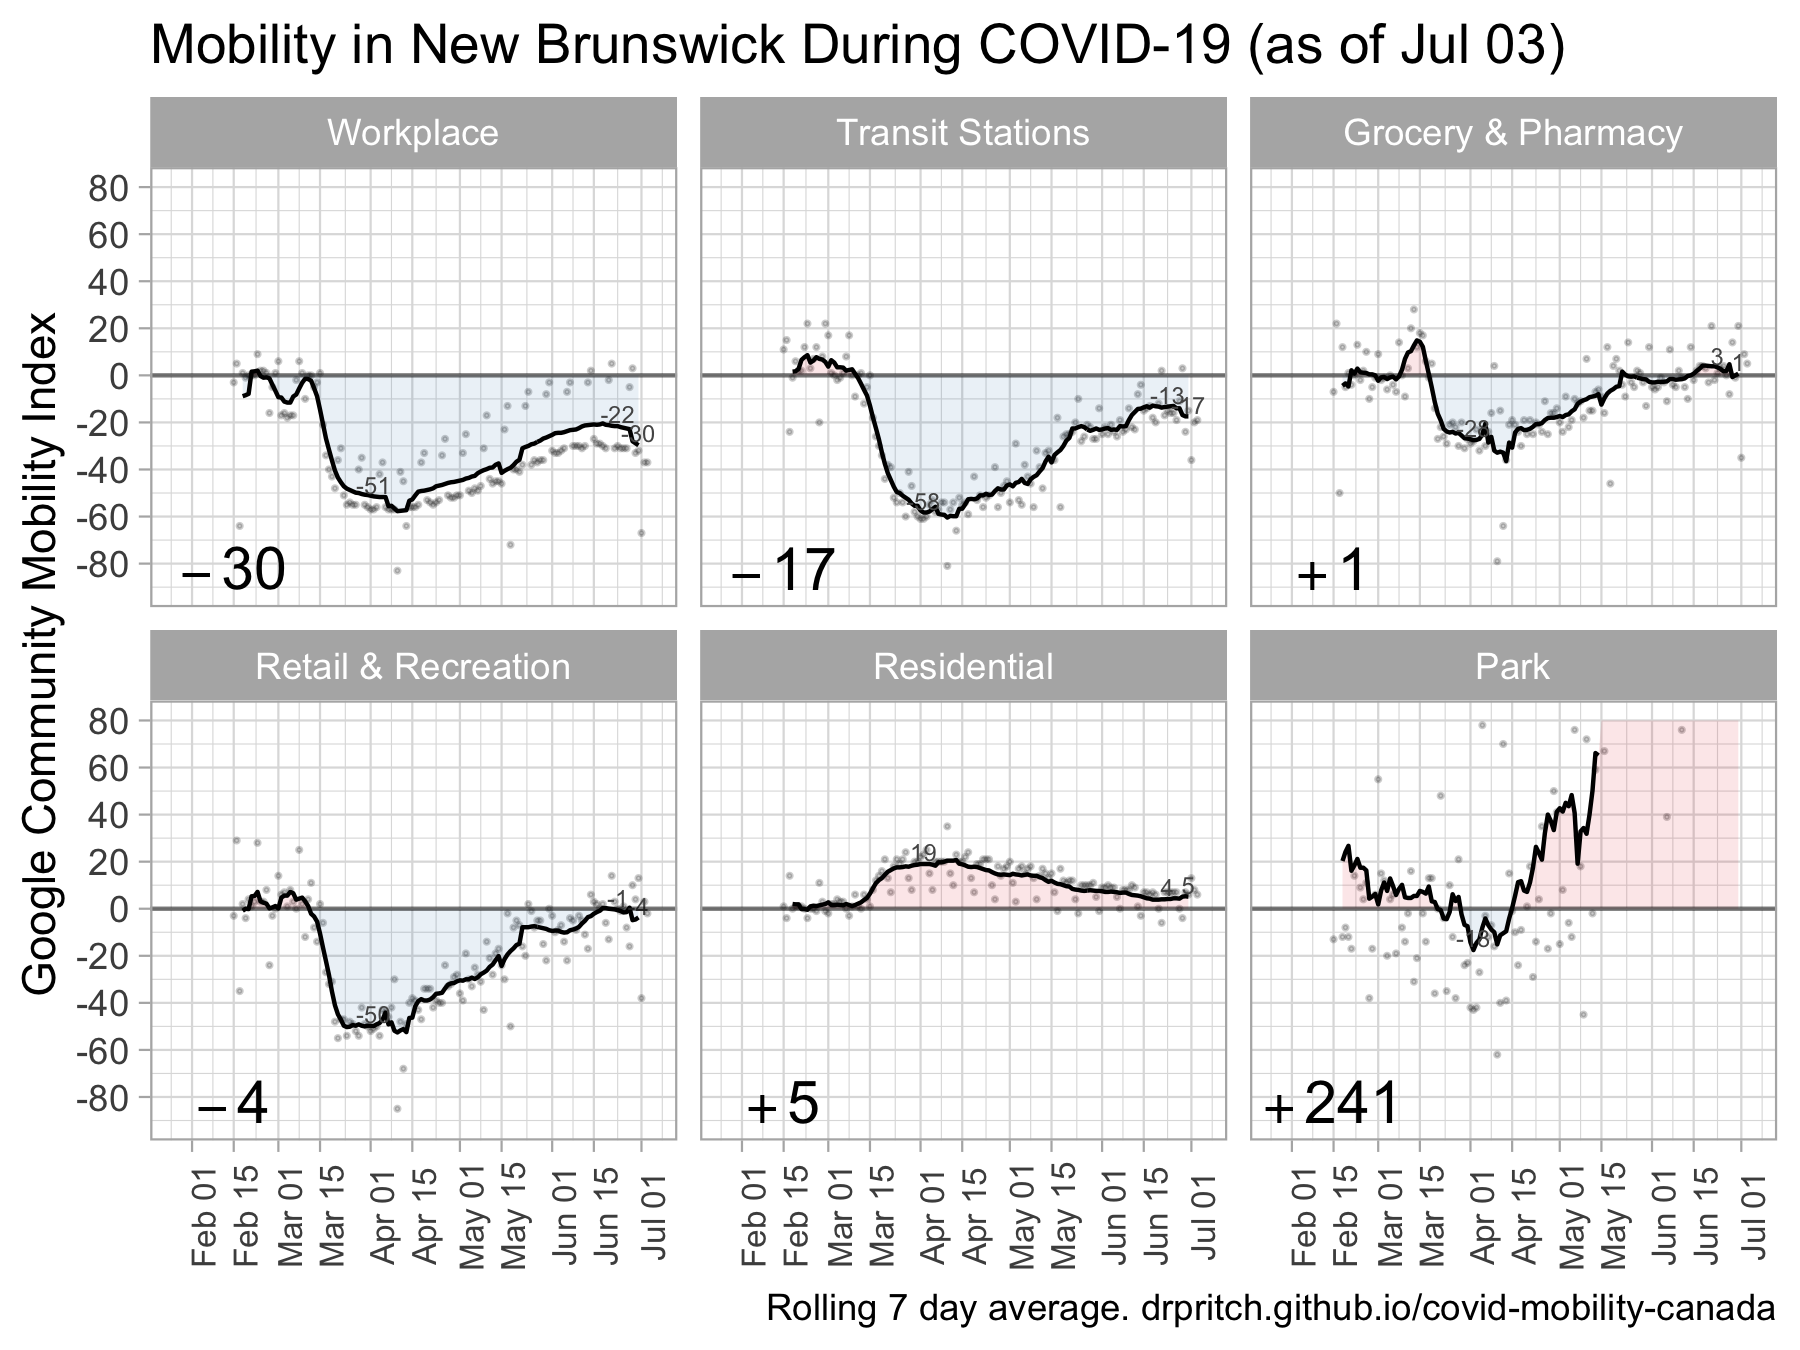 Mobility in New Brunswick During COVID-19 (as of Jul 03)
Google Community Mobility Index
Workplace
Transit Stations
Grocery & Pharmacy
80
60
40
20
0
-20
-40
-60
-80
-51
-22
-30
−30
-58
-13
-17
−17
-28
3
1
+1
Retail & Recreation
Residential
Park
80
60
40
20
0
-20
-40
-60
-80
-50
-1
-4
−4
19
4
5
+5
-13
+241
Feb 01
Feb 15
Mar 01
Mar 15
Apr 01
Apr 15
May 01
May 15
Jun 01
Jun 15
Jul 01
Feb 01
Feb 15
Mar 01
Mar 15
Apr 01
Apr 15
May 01
May 15
Jun 01
Jun 15
Jul 01
Feb 01
Feb 15
Mar 01
Mar 15
Apr 01
Apr 15
May 01
May 15
Jun 01
Jun 15
Jul 01
Rolling 7 day average. drpritch.github.io/covid-mobility-canada